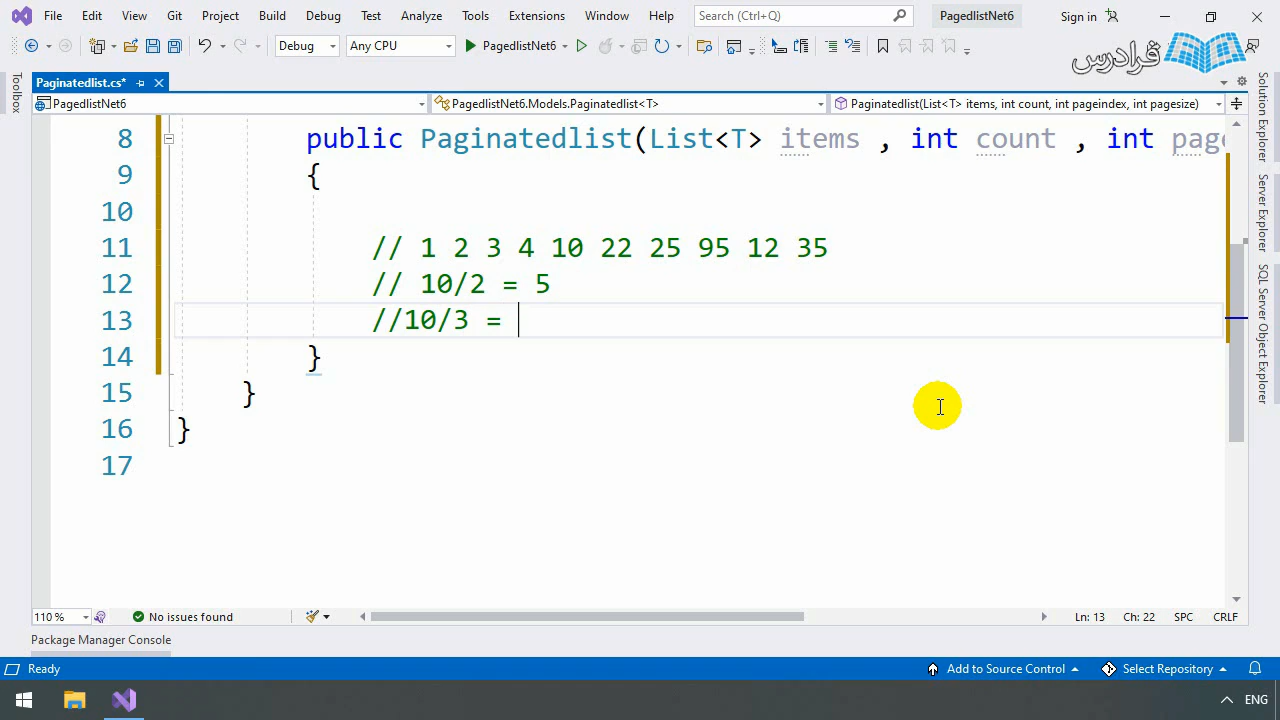 File Edit View Git Project Build Debug Test Analyze Tools Extensions Window Help Search (Ctrl+Q) PagedlistNet6 Sign in
Debug Any CPU PagedlistNet6
فرادرس
Paginatedlist.cs*
PagedlistNet6 PagedlistNet6.Models.Paginatedlist<T> Paginatedlist(List<T> items, int count, int pageindex, int pagesize)
Toolbox
8 public Paginatedlist(List<T> items , int count , int page
9 {
10
11 // 1 2 3 4 10 22 25 95 12 35
12 // 10/2 = 5
13 //10/3 =
14 }
15 }
16 }
17
Solution Explorer
Server Explorer
SQL Server Object Explorer
110 % No issues found Ln: 13 Ch: 22 SPC CRLF
Package Manager Console
Ready Add to Source Control Select Repository
ENG